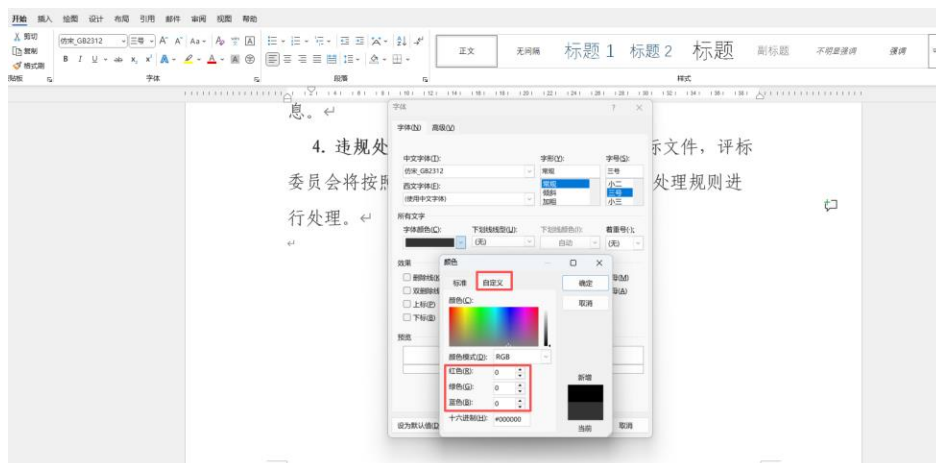 开始 插入 绘图 设计 布局 引用 邮件 审阅 视图 帮助
剪切
复制
格式刷
仿宋_GB2312 三号
字体
段落
正文 无间隔 标题 1 标题 2 标题 副标题 不明显强调 强调
样式
息。
4. 违规处
标文件，评标
委员会将按照
处理规则进
行处理。
字体
字体(N) 高级(V)
中文字体(T): 字形(Y): 字号(S):
仿宋_GB2312 常规 三号
西文字体(F): 常规 小二
(使用中文字体) 倾斜 三号
加粗 小三
所有文字
字体颜色(C): 下划线线型(U): 下划线颜色(I): 着重号(·):
(无) 自动 (无)
效果
删除线(K)
双删除线
上标(P)
下标(B)
预览
设为默认值(D)
取消
颜色
标准 自定义 确定
取消
颜色(C):
颜色模式(D): RGB
红色(R): 0
绿色(G): 0
蓝色(B): 0
十六进制(H): #000000
新增
当前